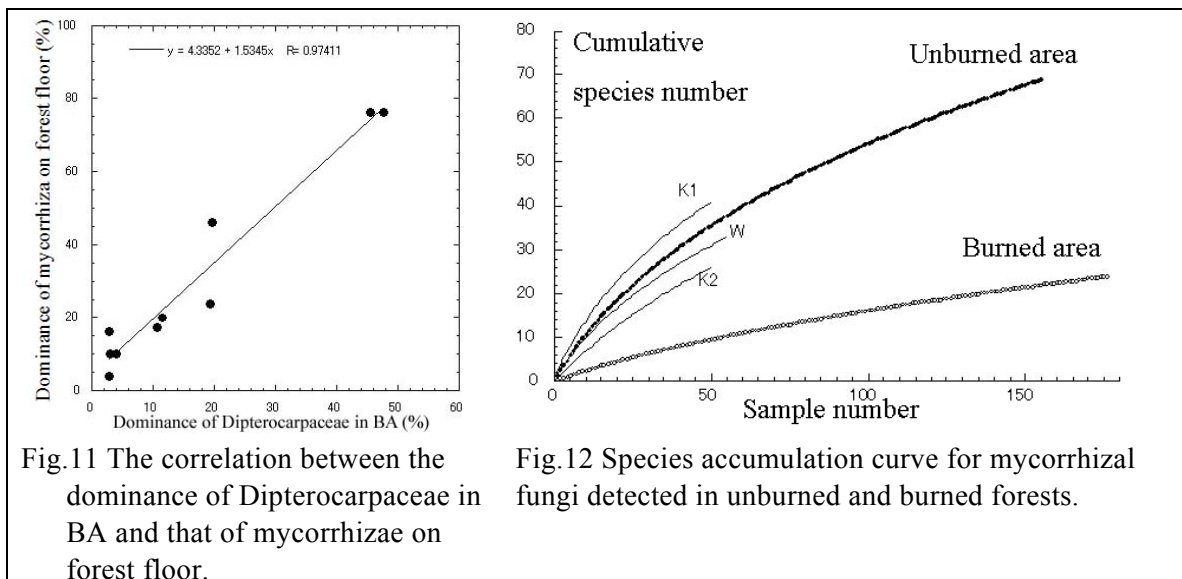 100
80
60
40
20
0
Dominance of mycorrhiza on forest floor (%)
y = 4.3352 + 1.5345x R= 0.97411
0 10 20 30 40 50 60
Dominance of Dipterocarpaceae in BA (%)
Fig.11 The correlation between the
dominance of Dipterocarpaceae in
BA and that of mycorrhizae on
forest floor.
80
70
60
50
40
30
20
10
0
Cumulative
species number
Unburned area
K1
W
K2
Burned area
0 50 100 150
Sample number
Fig.12 Species accumulation curve for mycorrhizal
fungi detected in unburned and burned forests.